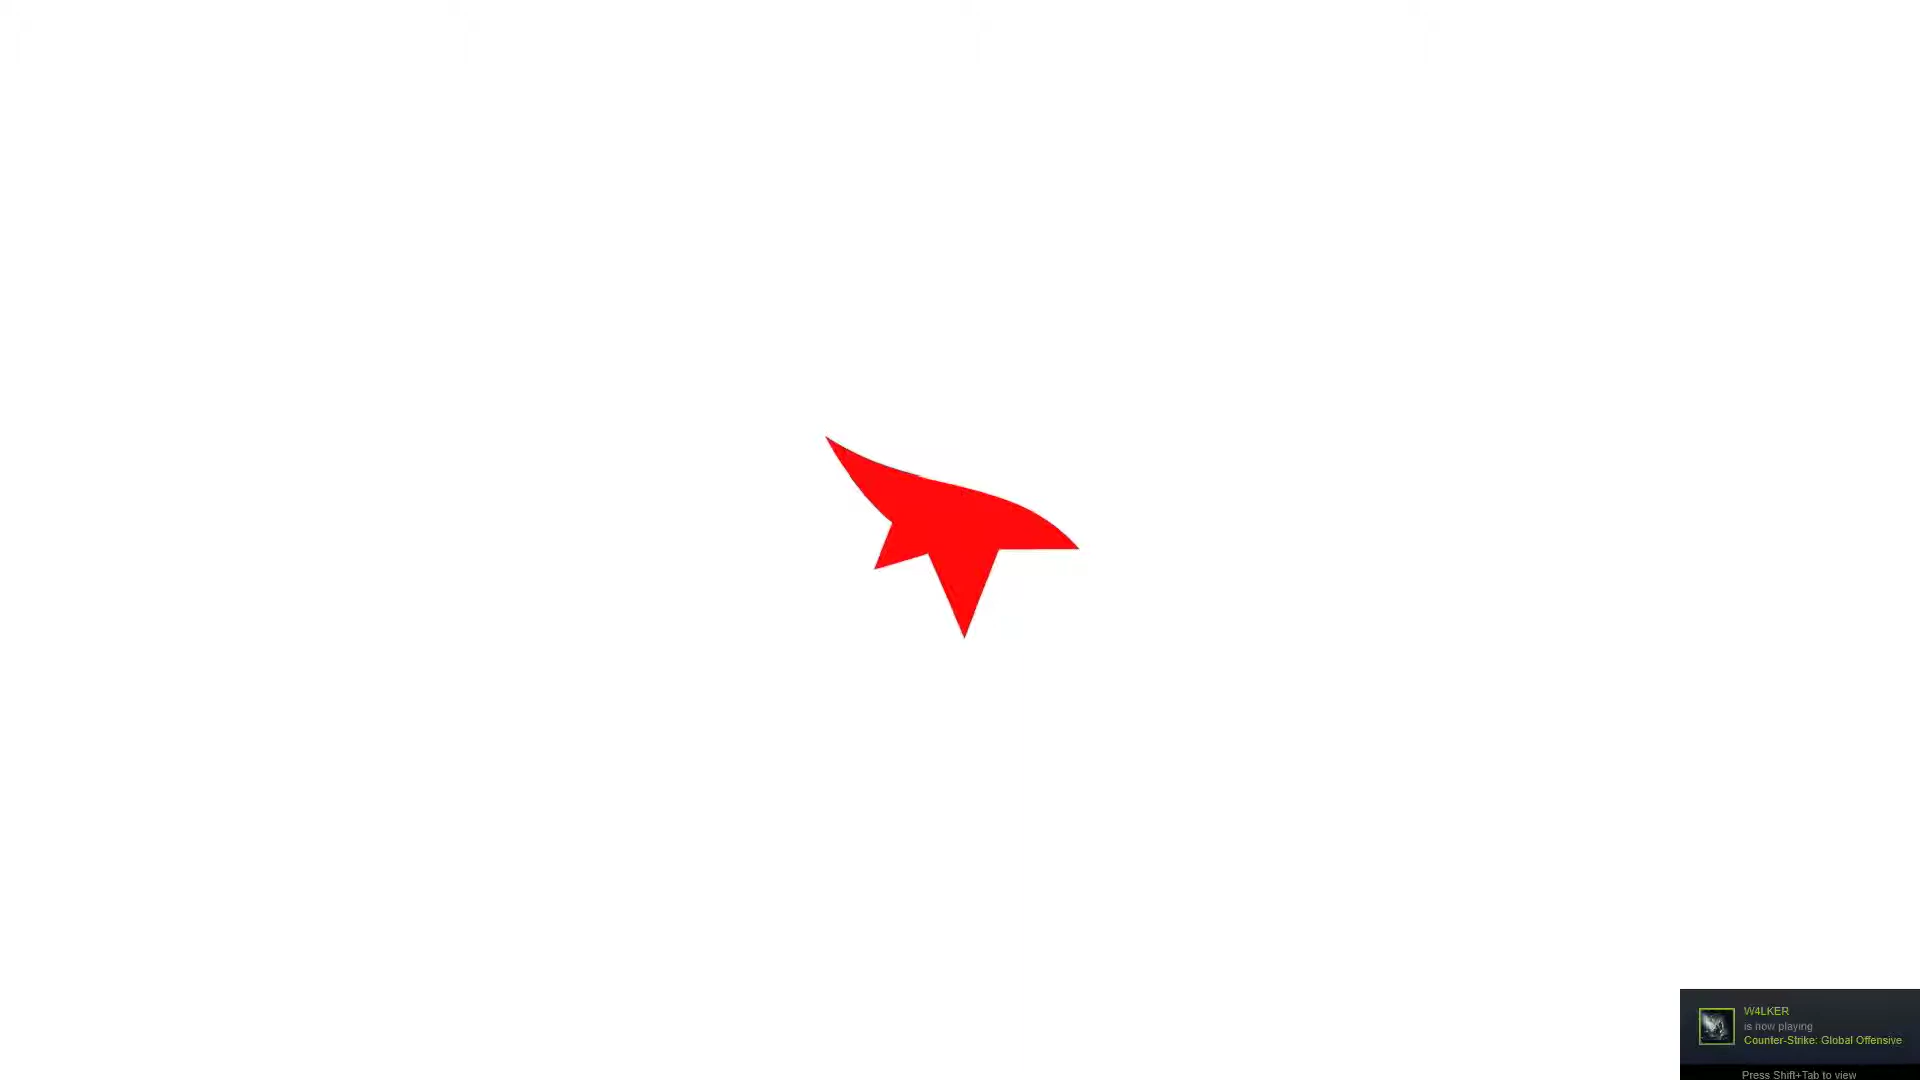 W4LKER
is now playing
Counter-Strike: Global Offensive
Press Shift+Tab to view